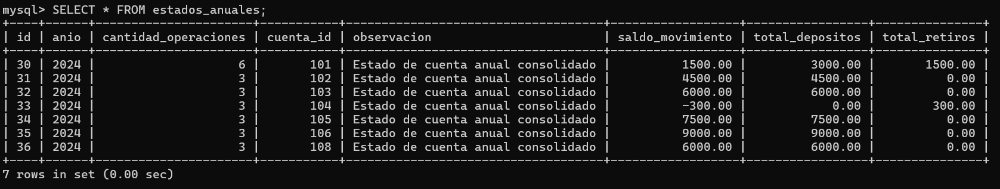 mysql> SELECT * FROM estados_anuales;
+----+------+----------------------+-----------+------------------------------------+------------------+-----------------+---------------+
| id | anio | cantidad_operaciones | cuenta_id | observacion                        | saldo_movimiento | total_depositos | total_retiros |
+----+------+----------------------+-----------+------------------------------------+------------------+-----------------+---------------+
| 30 | 2024 |                    6 |       101 | Estado de cuenta anual consolidado |          1500.00 |         3000.00 |       1500.00 |
| 31 | 2024 |                    3 |       102 | Estado de cuenta anual consolidado |          4500.00 |         4500.00 |          0.00 |
| 32 | 2024 |                    3 |       103 | Estado de cuenta anual consolidado |          6000.00 |         6000.00 |          0.00 |
| 33 | 2024 |                    3 |       104 | Estado de cuenta anual consolidado |          -300.00 |            0.00 |        300.00 |
| 34 | 2024 |                    3 |       105 | Estado de cuenta anual consolidado |          7500.00 |         7500.00 |          0.00 |
| 35 | 2024 |                    3 |       106 | Estado de cuenta anual consolidado |          9000.00 |         9000.00 |          0.00 |
| 36 | 2024 |                    3 |       108 | Estado de cuenta anual consolidado |          6000.00 |         6000.00 |          0.00 |
+----+------+----------------------+-----------+------------------------------------+------------------+-----------------+---------------+
7 rows in set (0.00 sec)